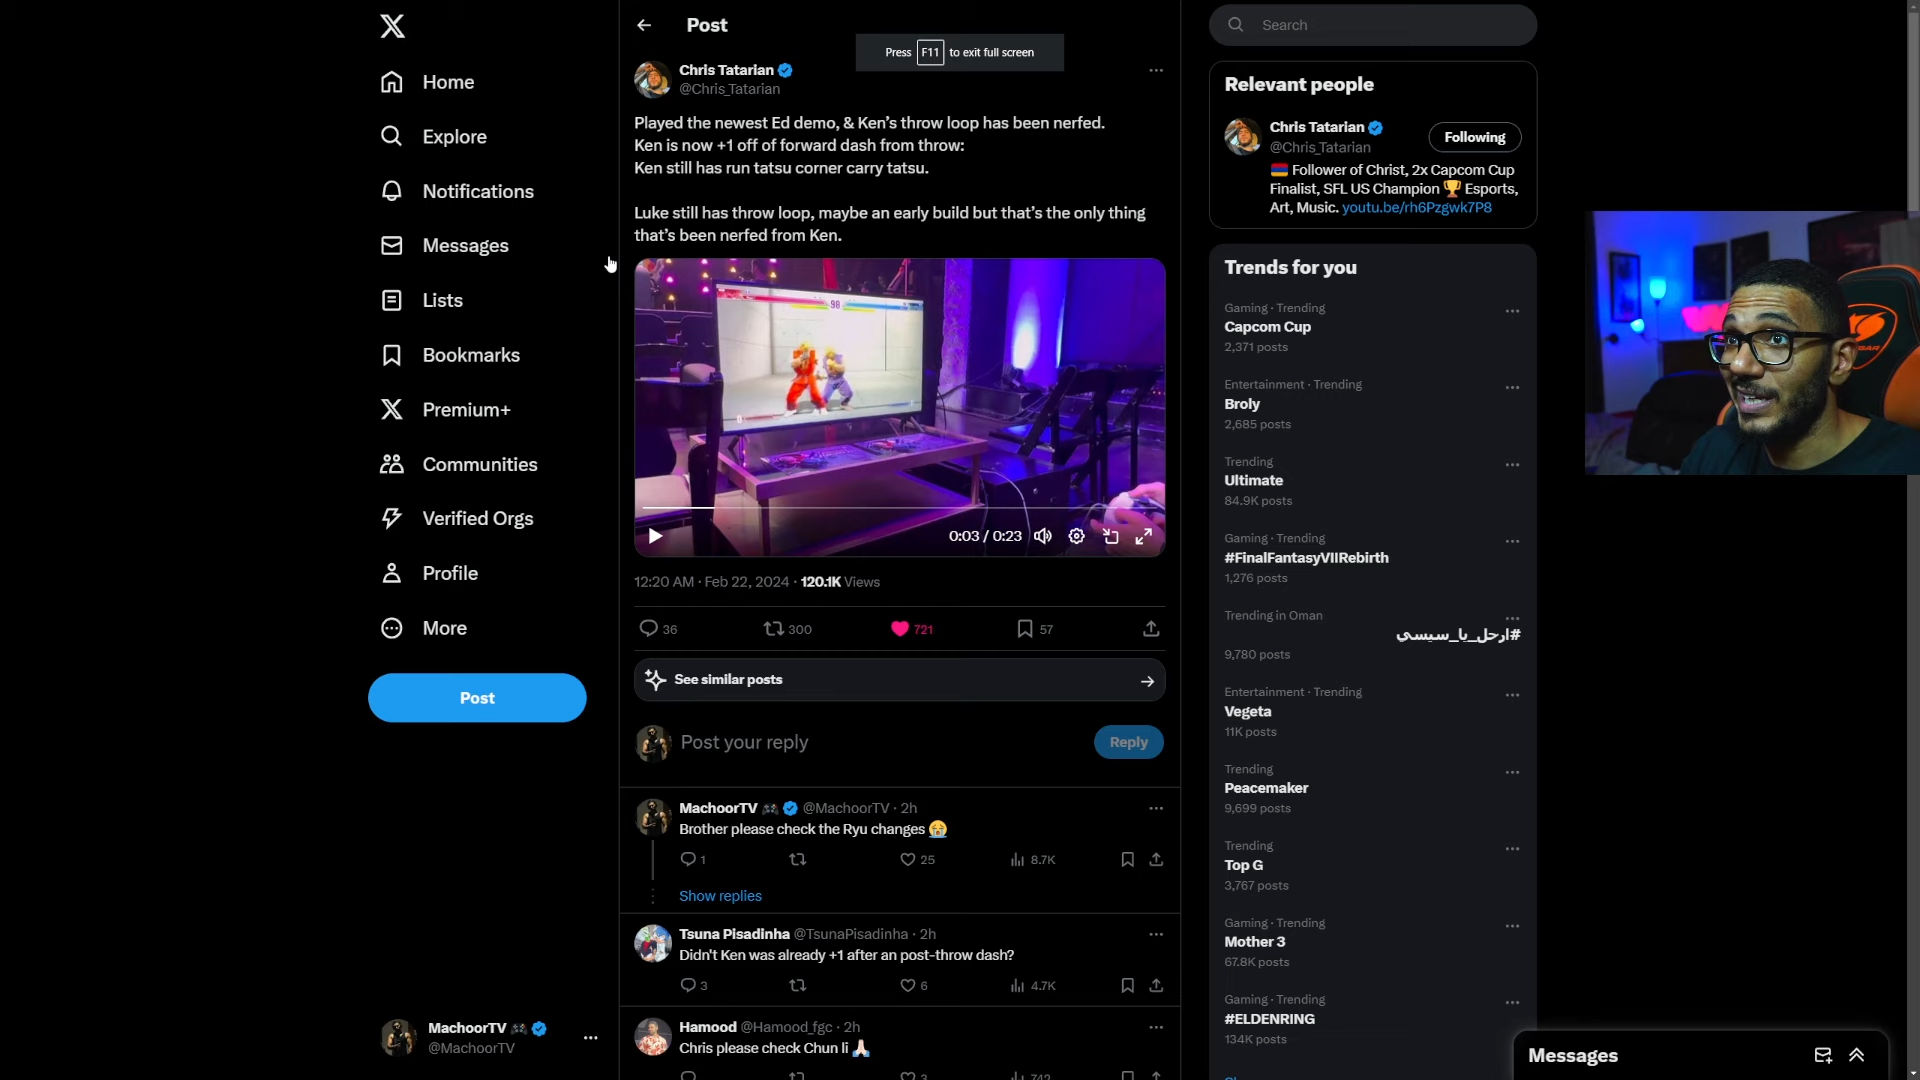 Home
Explore
Notifications
Messages
Lists
Bookmarks
Premium+
Communities
Verified Orgs
Profile
More
Post
MachoorTV
@MachoorTV
Post
Press F11 to exit full screen
Chris Tatarian
@Chris_Tatarian
Played the newest Ed demo, & Ken's throw loop has been nerfed.
Ken is now +1 off of forward dash from throw:
Ken still has run tatsu corner carry tatsu.
Luke still has throw loop, maybe an early build but that's the only thing
that's been nerfed from Ken.
98
0:03 / 0:23
12:20 AM · Feb 22, 2024 · 120.1K Views
36
300
721
57
See similar posts
Post your reply
Reply
MachoorTV @MachoorTV · 2h
Brother please check the Ryu changes 😭
1
25
8.7K
Show replies
Tsuna Pisadinha @TsunaPisadinha · 2h
Didn't Ken was already +1 after an post-throw dash?
3
6
4.7K
Hamood @Hamood_fgc · 2h
Chris please check Chun li 🙏🏻
3
742
Search
Relevant people
Chris Tatarian
@Chris_Tatarian
Following
🇦🇲 Follower of Christ, 2x Capcom Cup
Finalist, SFL US Champion 🏆 Esports,
Art, Music. youtu.be/rh6Pzgwk7P8
Trends for you
Gaming · Trending
Capcom Cup
2,371 posts
Entertainment · Trending
Broly
2,685 posts
Trending
Ultimate
84.9K posts
Gaming · Trending
#FinalFantasyVIIRebirth
1,276 posts
Trending in Oman
#ارحل_يا_سيسي
9,780 posts
Entertainment · Trending
Vegeta
11K posts
Trending
Peacemaker
9,699 posts
Trending
Top G
3,767 posts
Gaming · Trending
Mother 3
67.8K posts
Gaming · Trending
#ELDENRING
134K posts
Messages